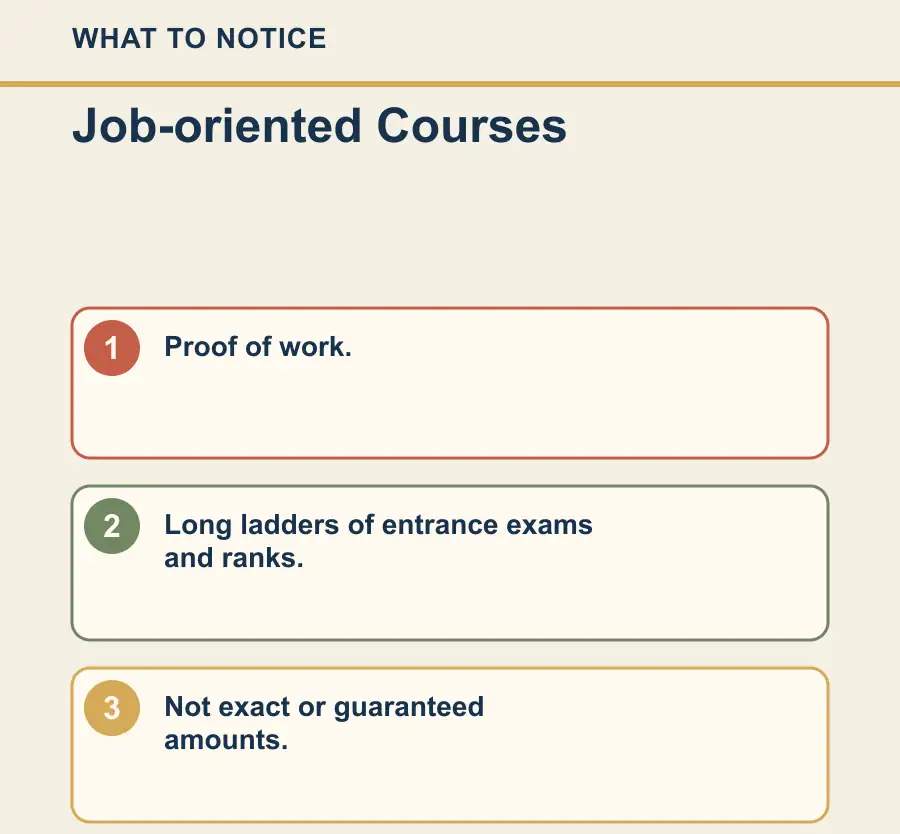 WHAT TO NOTICE
Job-oriented Courses
1
Proof of work.
2
Long ladders of entrance exams
and ranks.
3
Not exact or guaranteed
amounts.